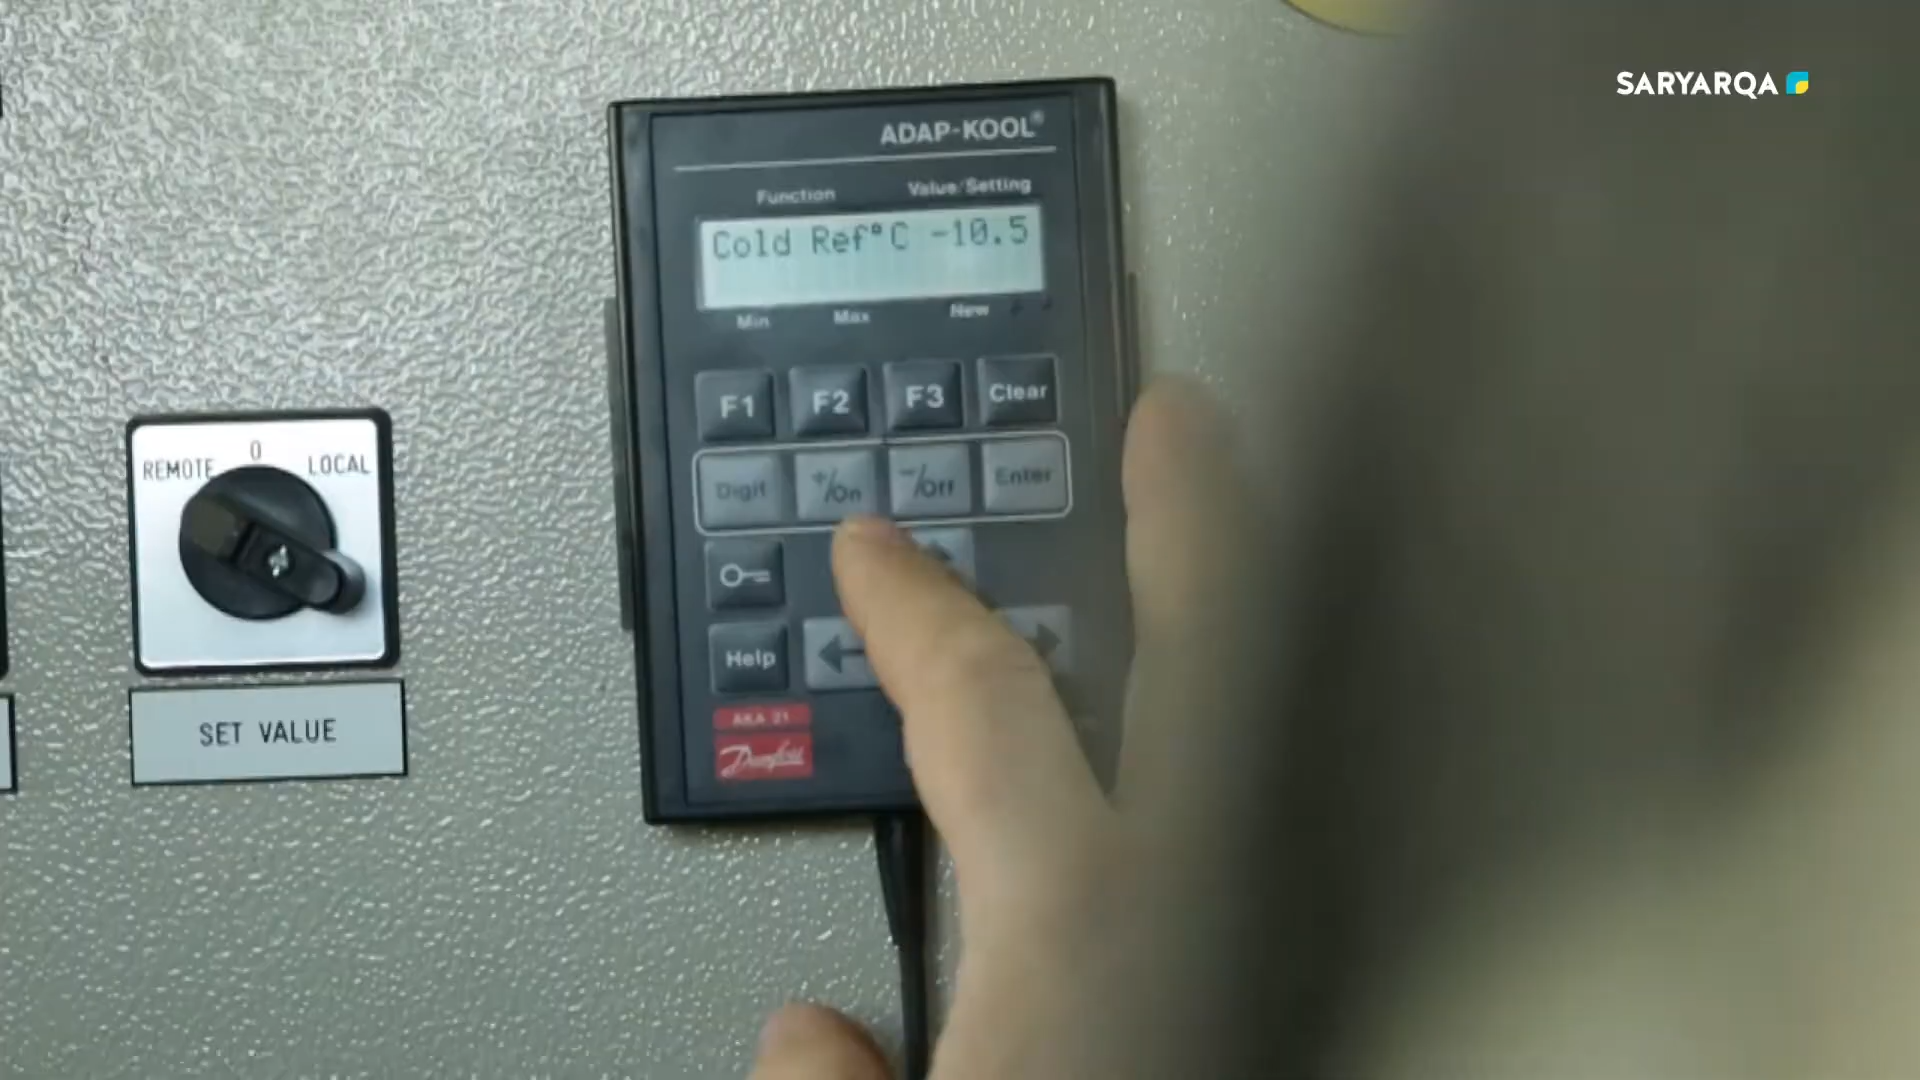 SARYARQA
ADAP-KOOL®
Function Value/Setting
Cold Ref°C -10.5
Min Max New
F1 F2 F3 Clear
Digit +/On -/Off Enter
Help
AKA 21
Danfoss
REMOTE 0 LOCAL
SET VALUE